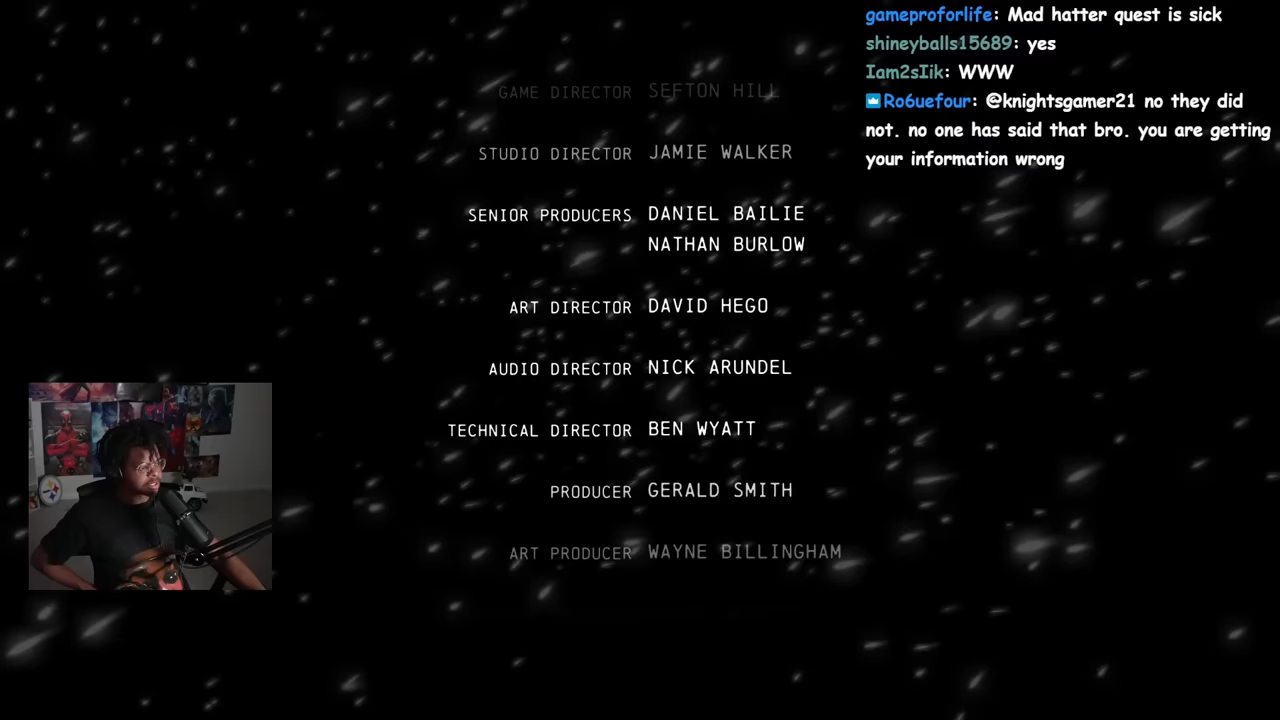 GAME DIRECTOR SEFTON HILL
STUDIO DIRECTOR JAMIE WALKER
SENIOR PRODUCERS DANIEL BAILIE
NATHAN BURLOW
ART DIRECTOR DAVID HEGO
AUDIO DIRECTOR NICK ARUNDEL
TECHNICAL DIRECTOR BEN WYATT
PRODUCER GERALD SMITH
ART PRODUCER WAYNE BILLINGHAM
gameproforlife: Mad hatter quest is sick
shineyballs15689: yes
Iam2sIik: WWW
Ro6uefour: @knightsgamer21 no they did
not. no one has said that bro. you are getting
your information wrong